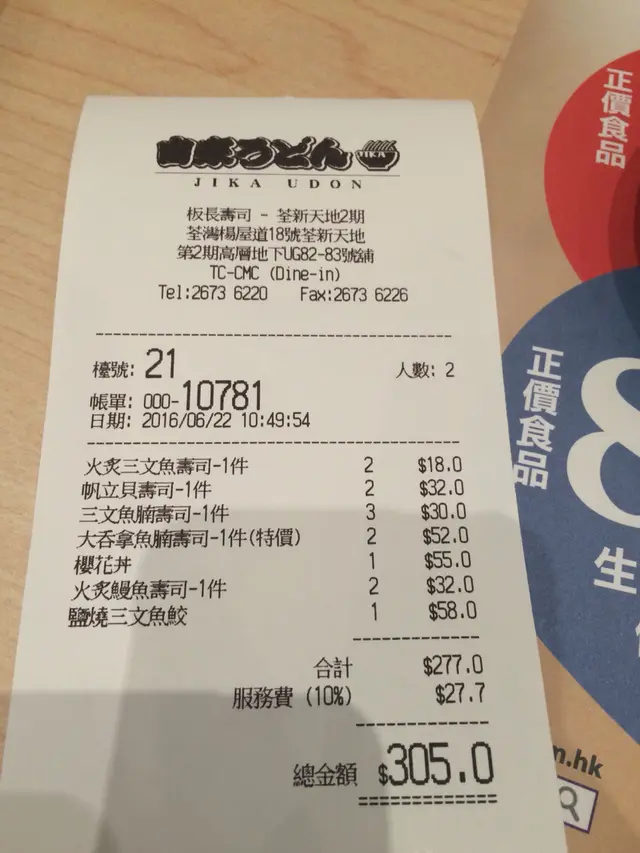 JIKA
JIKA UDON
板長壽司 - 荃新天地2期
荃灣楊屋道18號荃新天地
第2期高層地下UG82-83號舖
TC-CMC (Dine-in)
Tel:2673 6220 Fax:2673 6226
檯號: 21 人數: 2
帳單: 000-10781
日期: 2016/06/22 10:49:54
火炙三文魚壽司-1件 2 $18.0
帆立貝壽司-1件 2 $32.0
三文魚腩壽司-1件 3 $30.0
大吞拿魚腩壽司-1件(特價) 2 $52.0
櫻花丼 1 $55.0
火炙鰻魚壽司-1件 2 $32.0
鹽燒三文魚鮫 1 $58.0
合計 $277.0
服務費 (10%) $27.7
總金額 $305.0
正價食品
正價食品
8
生
.hk